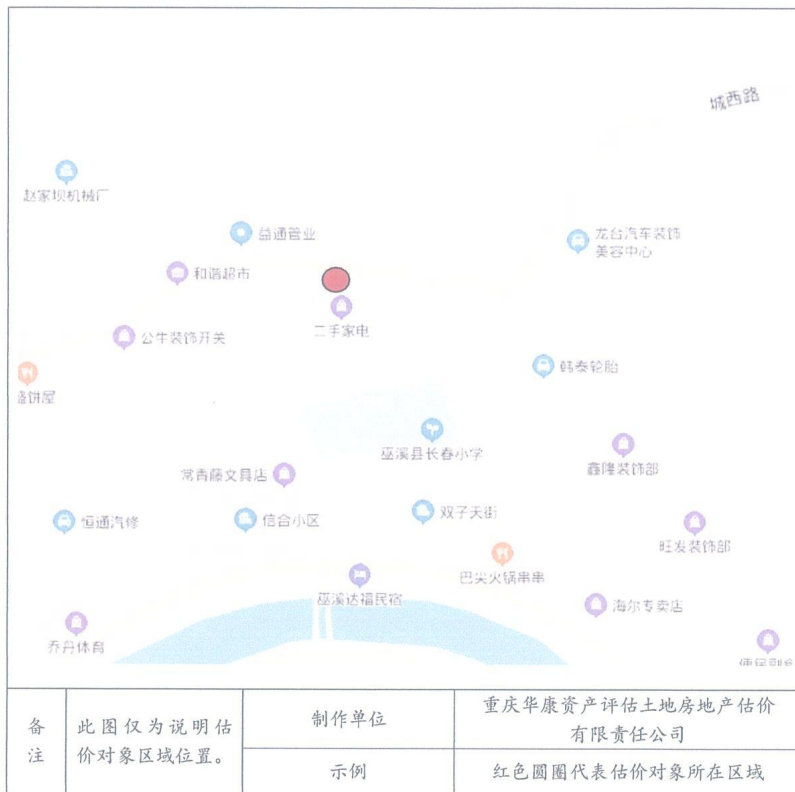 城西路
赵家坝机械厂
益通管业
龙台汽车装饰
美容中心
和谐超市
二手家电
公牛装饰开关
韩泰轮胎
饼屋
巫溪县长春小学
鑫隆装饰部
常青藤文具店
恒通汽修
信合小区
双子天街
旺发装饰部
巴尖火锅串串
巫溪达福民宿
海尔专卖店
乔丹体育
备
注
此图仅为说明估
价对象区域位置。
制作单位
重庆华康资产评估土地房地产估价
有限责任公司
示例
红色圆圈代表估价对象所在区域